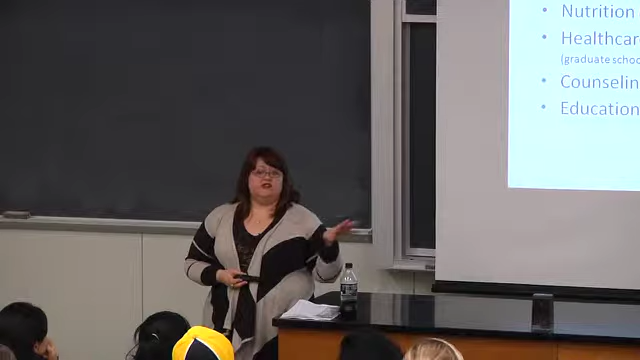 • Nutrition
• Healthcar
(graduate schoo
• Counselin
• Education